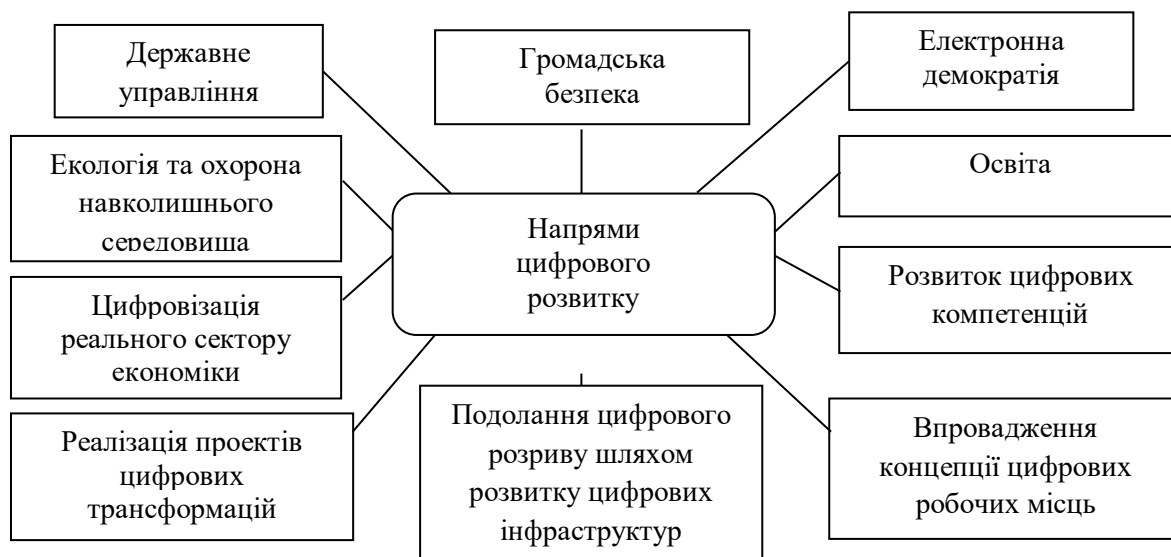 Державне
управління
Громадська
безпека
Електронна
демократія
Екологія та охорона
навколишнього
середовища
Освіта
Напрями
цифрового
розвитку
Цифровізація
реального сектору
економіки
Розвиток цифрових
компетенцій
Реалізація проектів
цифрових
трансформацій
Подолання цифрового
розриву шляхом
розвитку цифрових
інфраструктур
Впровадження
концепції цифрових
робочих місць